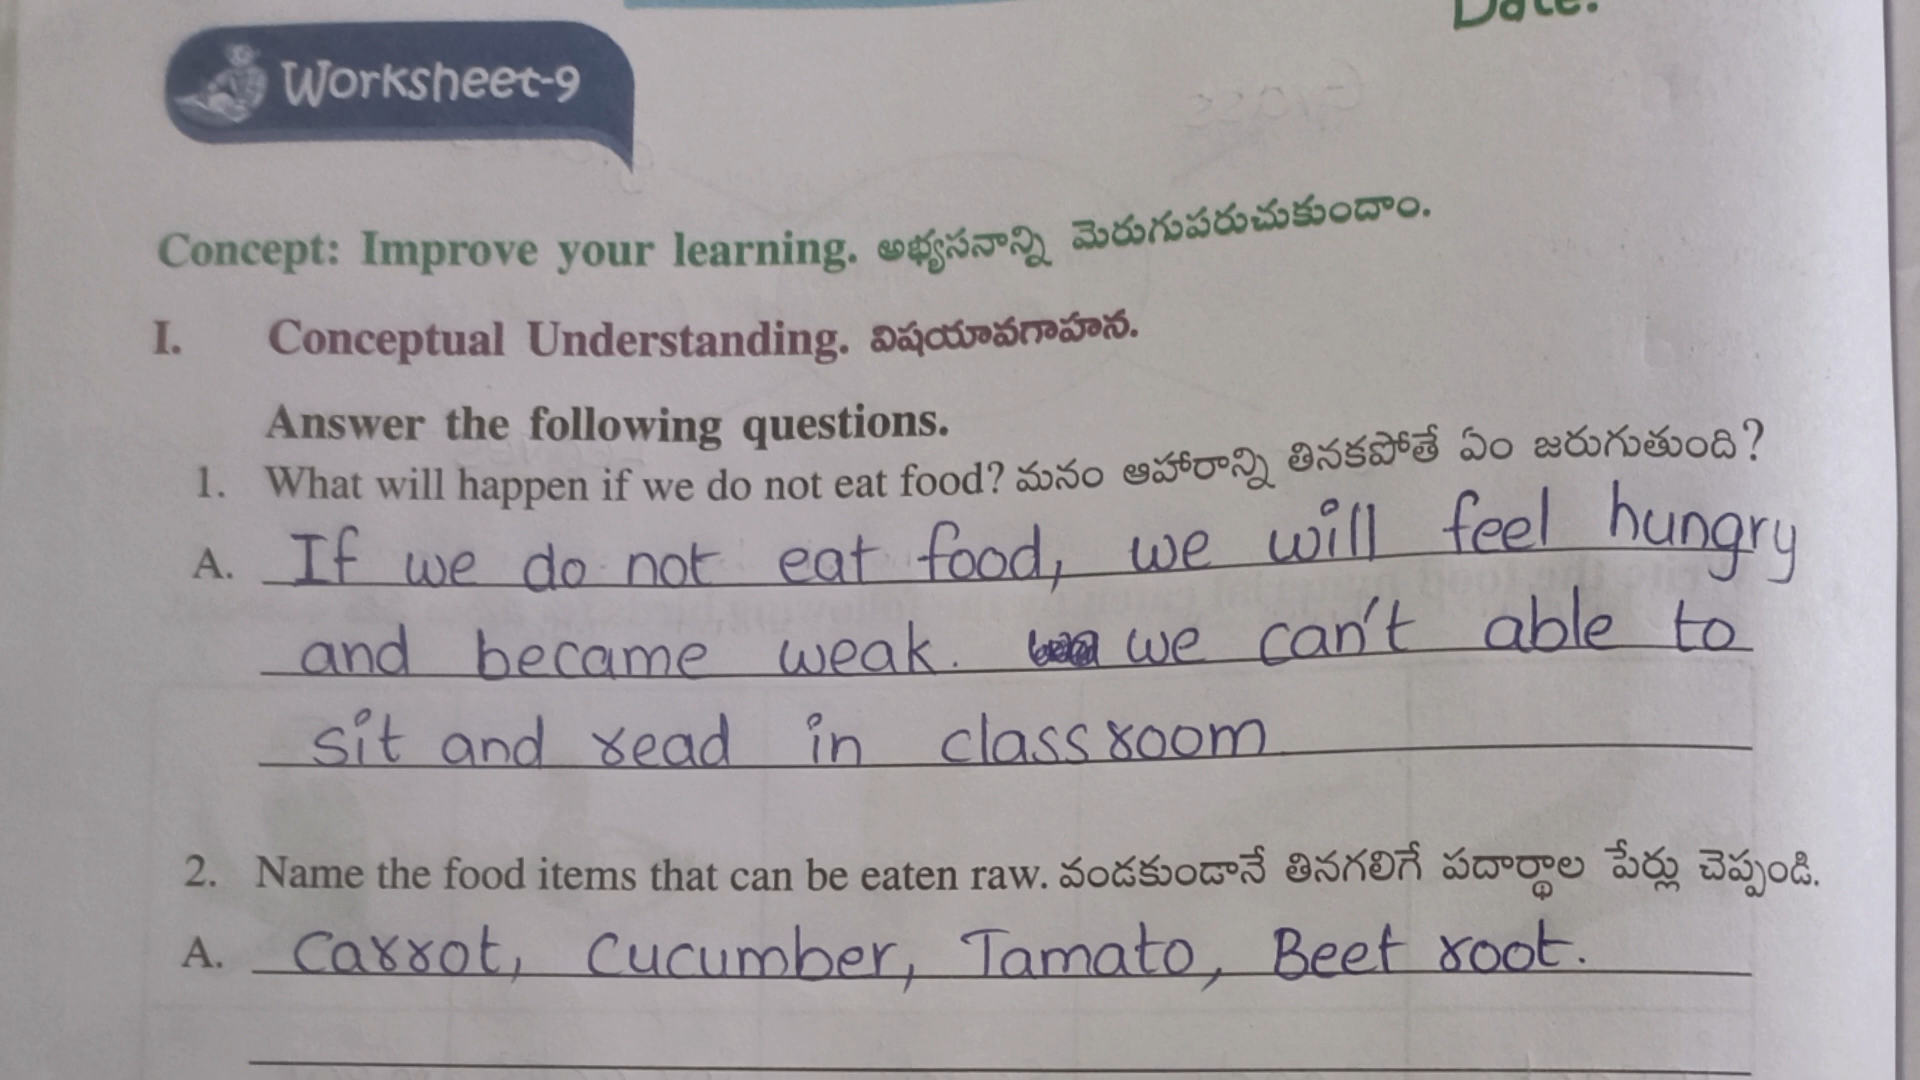 Date:
Worksheet-9
Concept: Improve your learning. అభ్యసనాన్ని మెరుగుపరుచుకుందాం.
I. Conceptual Understanding. విషయావగాహన.
Answer the following questions.
1. What will happen if we do not eat food? మనం ఆహారాన్ని తినకపోతే ఏం జరుగుతుంది?
A. If we do not eat food, we will feel hungry
and became weak. we can't able to
sit and read in classroom
2. Name the food items that can be eaten raw. వండకుండానే తినగలిగే పదార్థాల పేర్లు చెప్పండి.
A. Carrot, Cucumber, Tamato, Beet root.